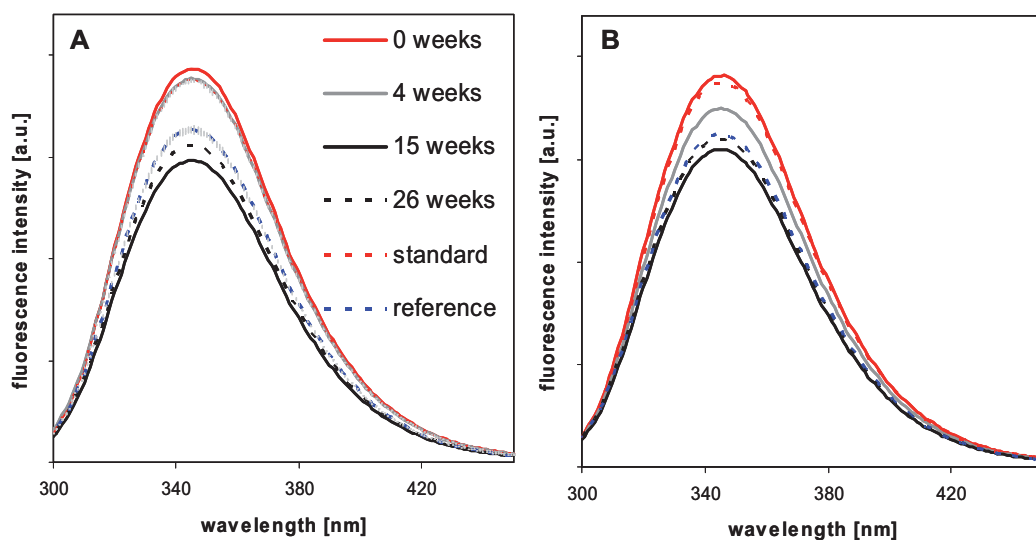 A
0 weeks
4 weeks
15 weeks
26 weeks
standard
reference
fluorescence intensity [a.u.]
300 340 380 420
wavelength [nm]
B
fluorescence intensity [a.u.]
300 340 380 420
wavelength [nm]